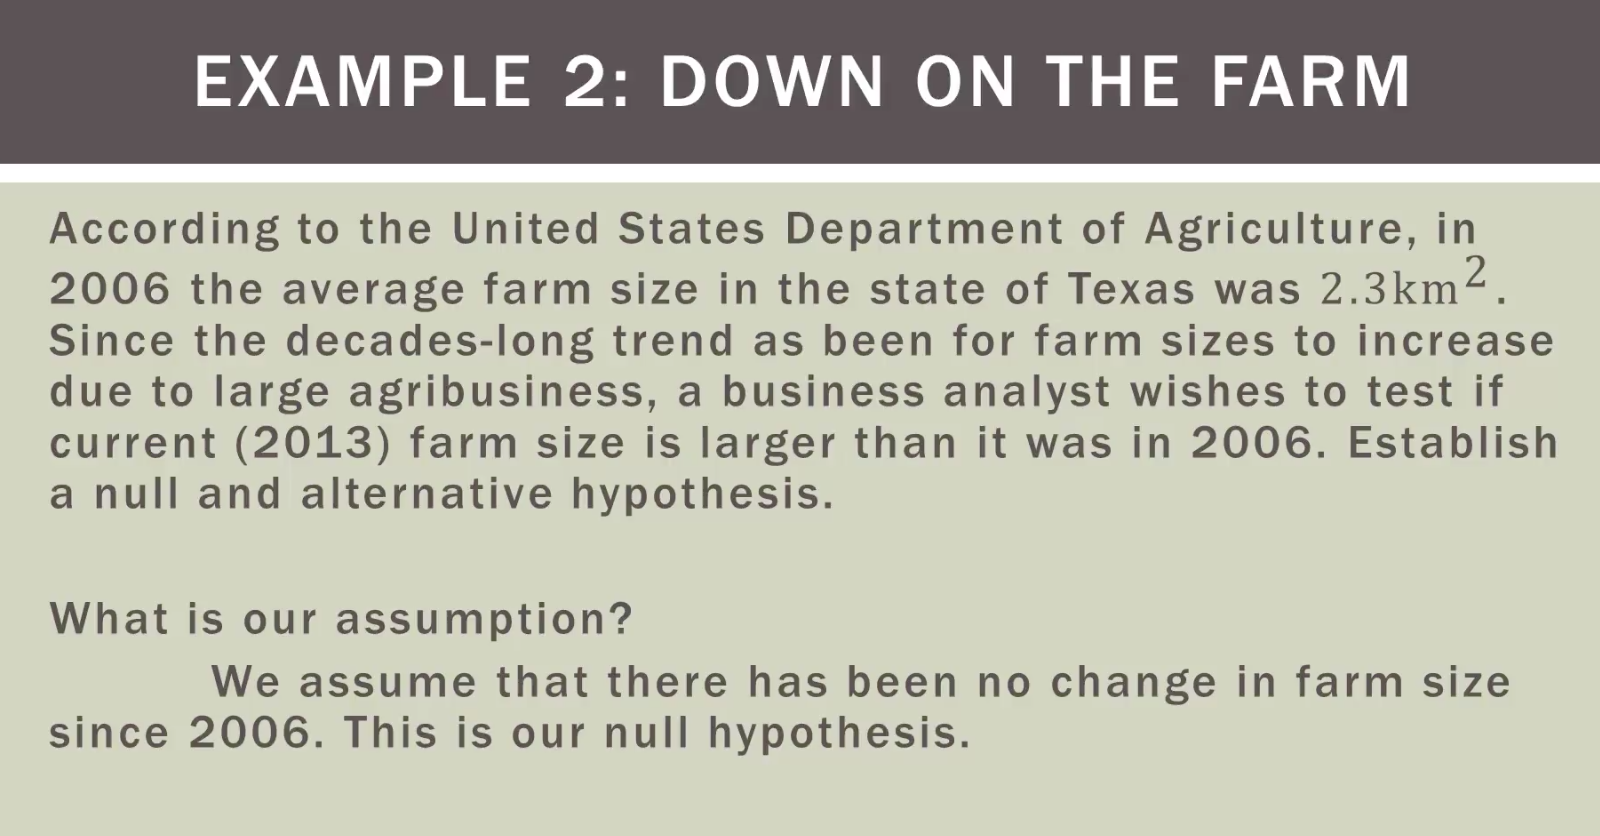 EXAMPLE 2: DOWN ON THE FARM
According to the United States Department of Agriculture, in
2006 the average farm size in the state of Texas was 2.3km².
Since the decades-long trend as been for farm sizes to increase
due to large agribusiness, a business analyst wishes to test if
current (2013) farm size is larger than it was in 2006. Establish
a null and alternative hypothesis.
What is our assumption?
We assume that there has been no change in farm size
since 2006. This is our null hypothesis.